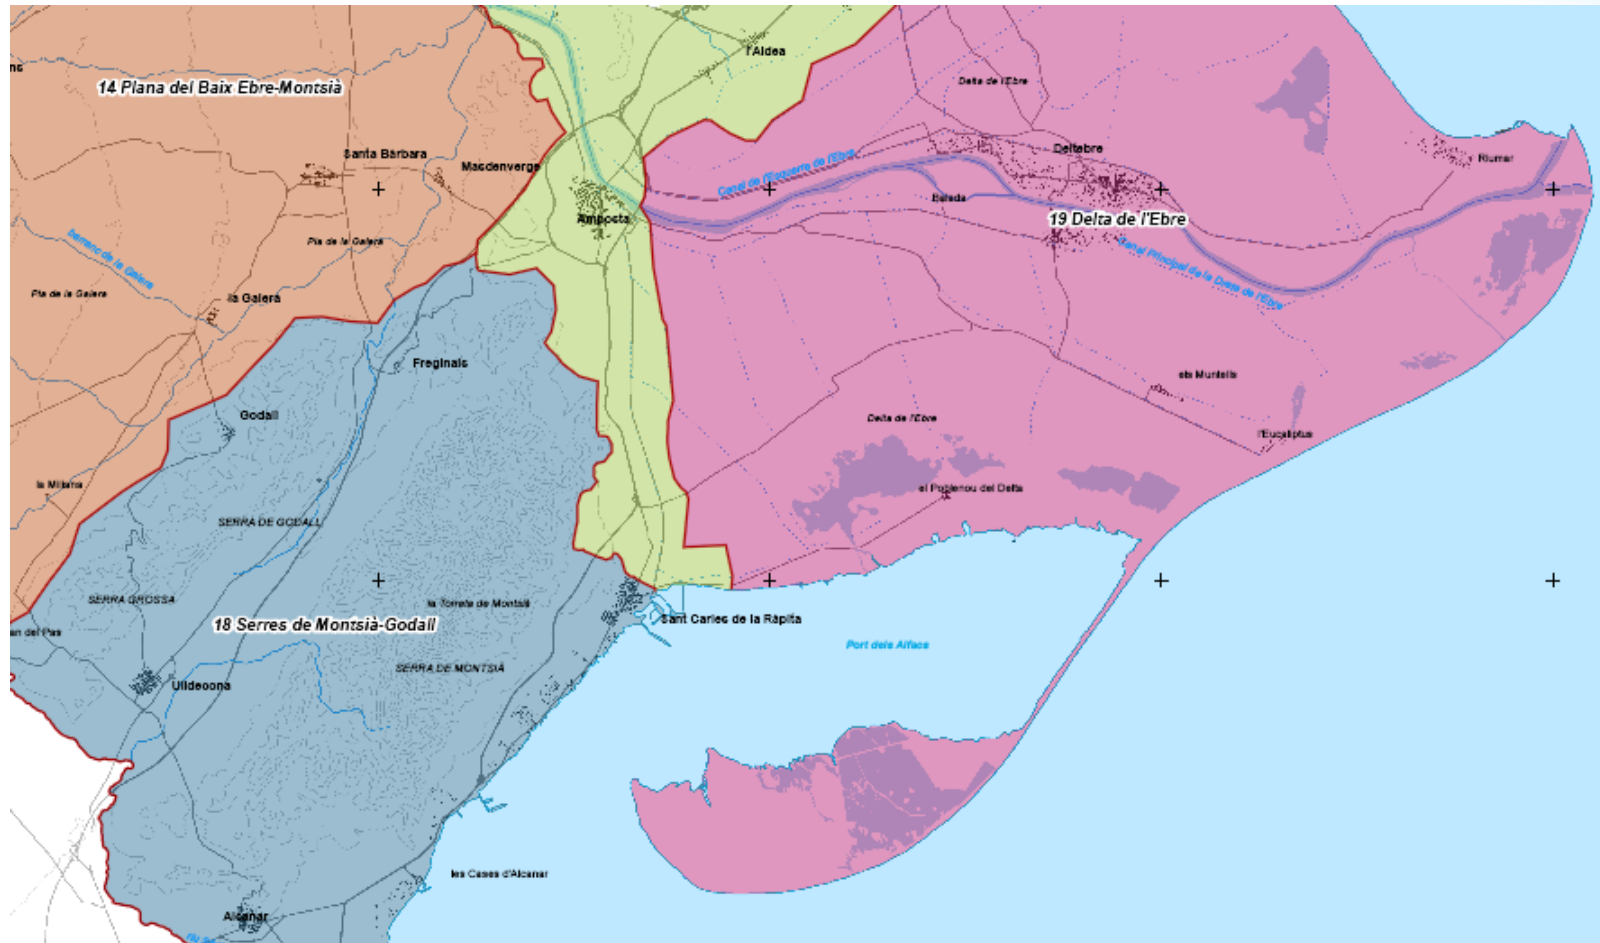 l'Aldea
ns
14 Plana del Baix Ebre-Montsià
Delta de l'Ebre
Santa Bàrbara
Masdenverge
Deltebre
Riumar
Canal de l'Esquerra de l'Ebre
Balada
Amposta
19 Delta de l'Ebre
barranc de la Galera
Pla de la Galera
Canal Principal de la Dreta de l'Ebre
Pla de la Galera
la Galera
Freginals
els Muntells
Godall
Delta de l'Ebre
l'Eucaliptus
la Miliana
el Poblenou del Delta
SERRA DE GODALL
SERRA GROSSA
la Torreta de Montsià
18 Serres de Montsià-Godall
Sant Carles de la Ràpita
an del Pas
Port dels Alfacs
SERRA DE MONTSIÀ
Ulldecona
les Cases d'Alcanar
Alcanar